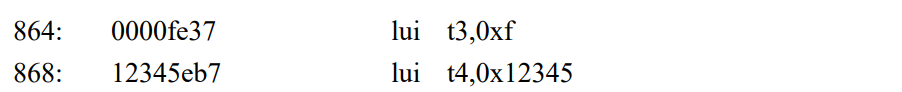 864: 0000fe37 lui t3,0xf
868: 12345eb7 lui t4,0x12345